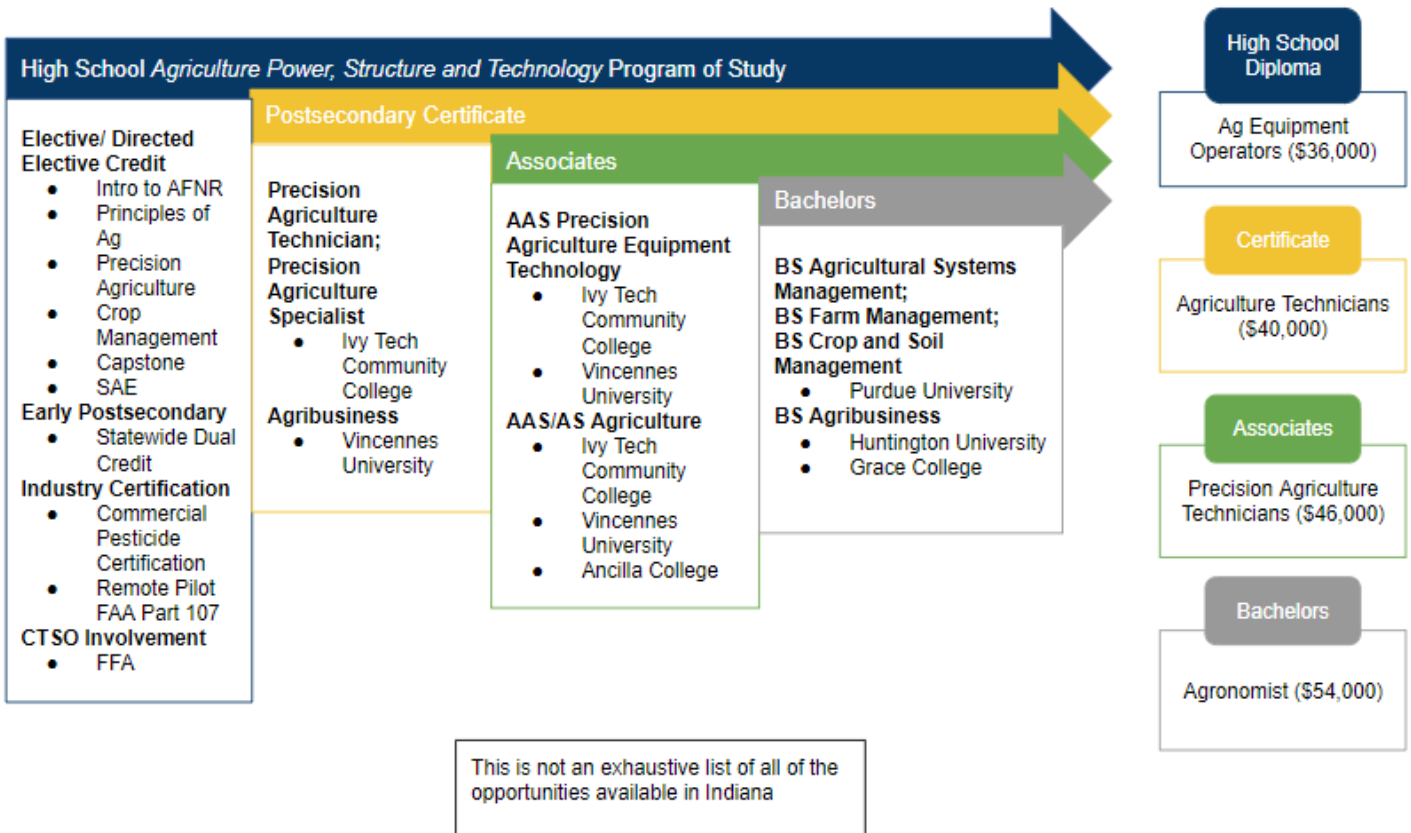 High School Agriculture Power, Structure and Technology Program of Study
Elective/ Directed
Elective Credit
● Intro to AFNR
● Principles of
Ag
● Precision
Agriculture
● Crop
Management
● Capstone
● SAE
Early Postsecondary
● Statewide Dual
Credit
Industry Certification
● Commercial
Pesticide
Certification
● Remote Pilot
FAA Part 107
CTSO Involvement
● FFA
Postsecondary Certificate
Precision
Agriculture
Technician;
Precision
Agriculture
Specialist
● Ivy Tech
Community
College
Agribusiness
● Vincennes
University
Associates
AAS Precision
Agriculture Equipment
Technology
● Ivy Tech
Community
College
● Vincennes
University
AAS/AS Agriculture
● Ivy Tech
Community
College
● Vincennes
University
● Ancilla College
Bachelors
BS Agricultural Systems
Management;
BS Farm Management;
BS Crop and Soil
Management
● Purdue University
BS Agribusiness
● Huntington University
● Grace College
High School
Diploma
Ag Equipment
Operators ($36,000)
Certificate
Agriculture Technicians
($40,000)
Associates
Precision Agriculture
Technicians ($46,000)
Bachelors
Agronomist ($54,000)
This is not an exhaustive list of all of the
opportunities available in Indiana